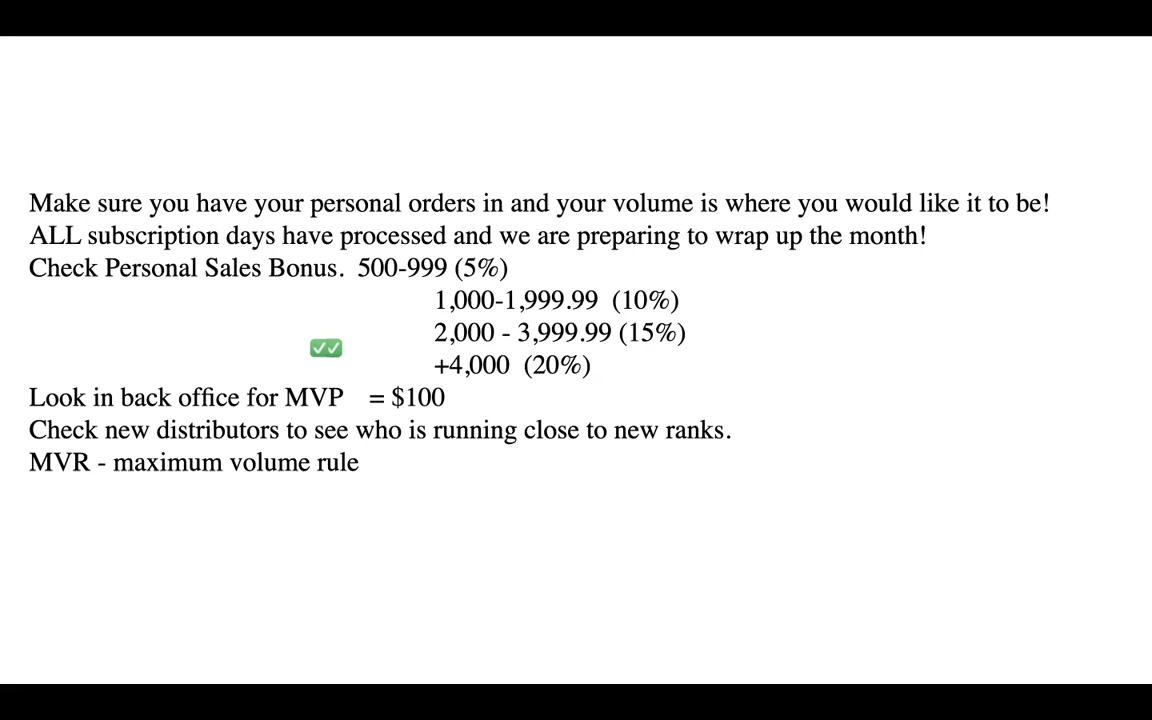 Make sure you have your personal orders in and your volume is where you would like it to be!
ALL subscription days have processed and we are preparing to wrap up the month!
Check Personal Sales Bonus.  500-999 (5%)
1,000-1,999.99  (10%)
2,000 - 3,999.99 (15%)
+4,000  (20%)
Look in back office for MVP    = $100
Check new distributors to see who is running close to new ranks.
MVR - maximum volume rule